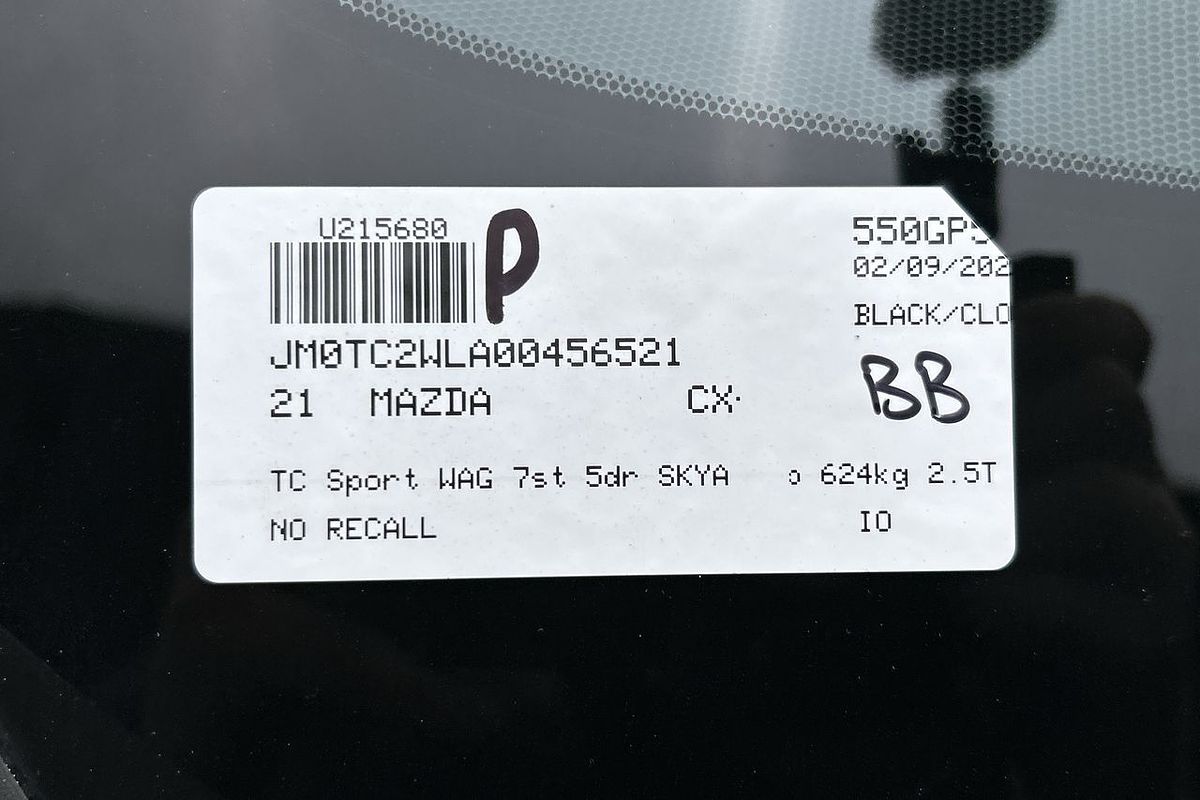 U215680 P 550GP5
02/09/202
JM0TC2WLA00456521 BLACK/CLO
21 MAZDA CX BB
TC Sport WAG 7st 5dr SKYA 624kg 2.5T
NO RECALL IO